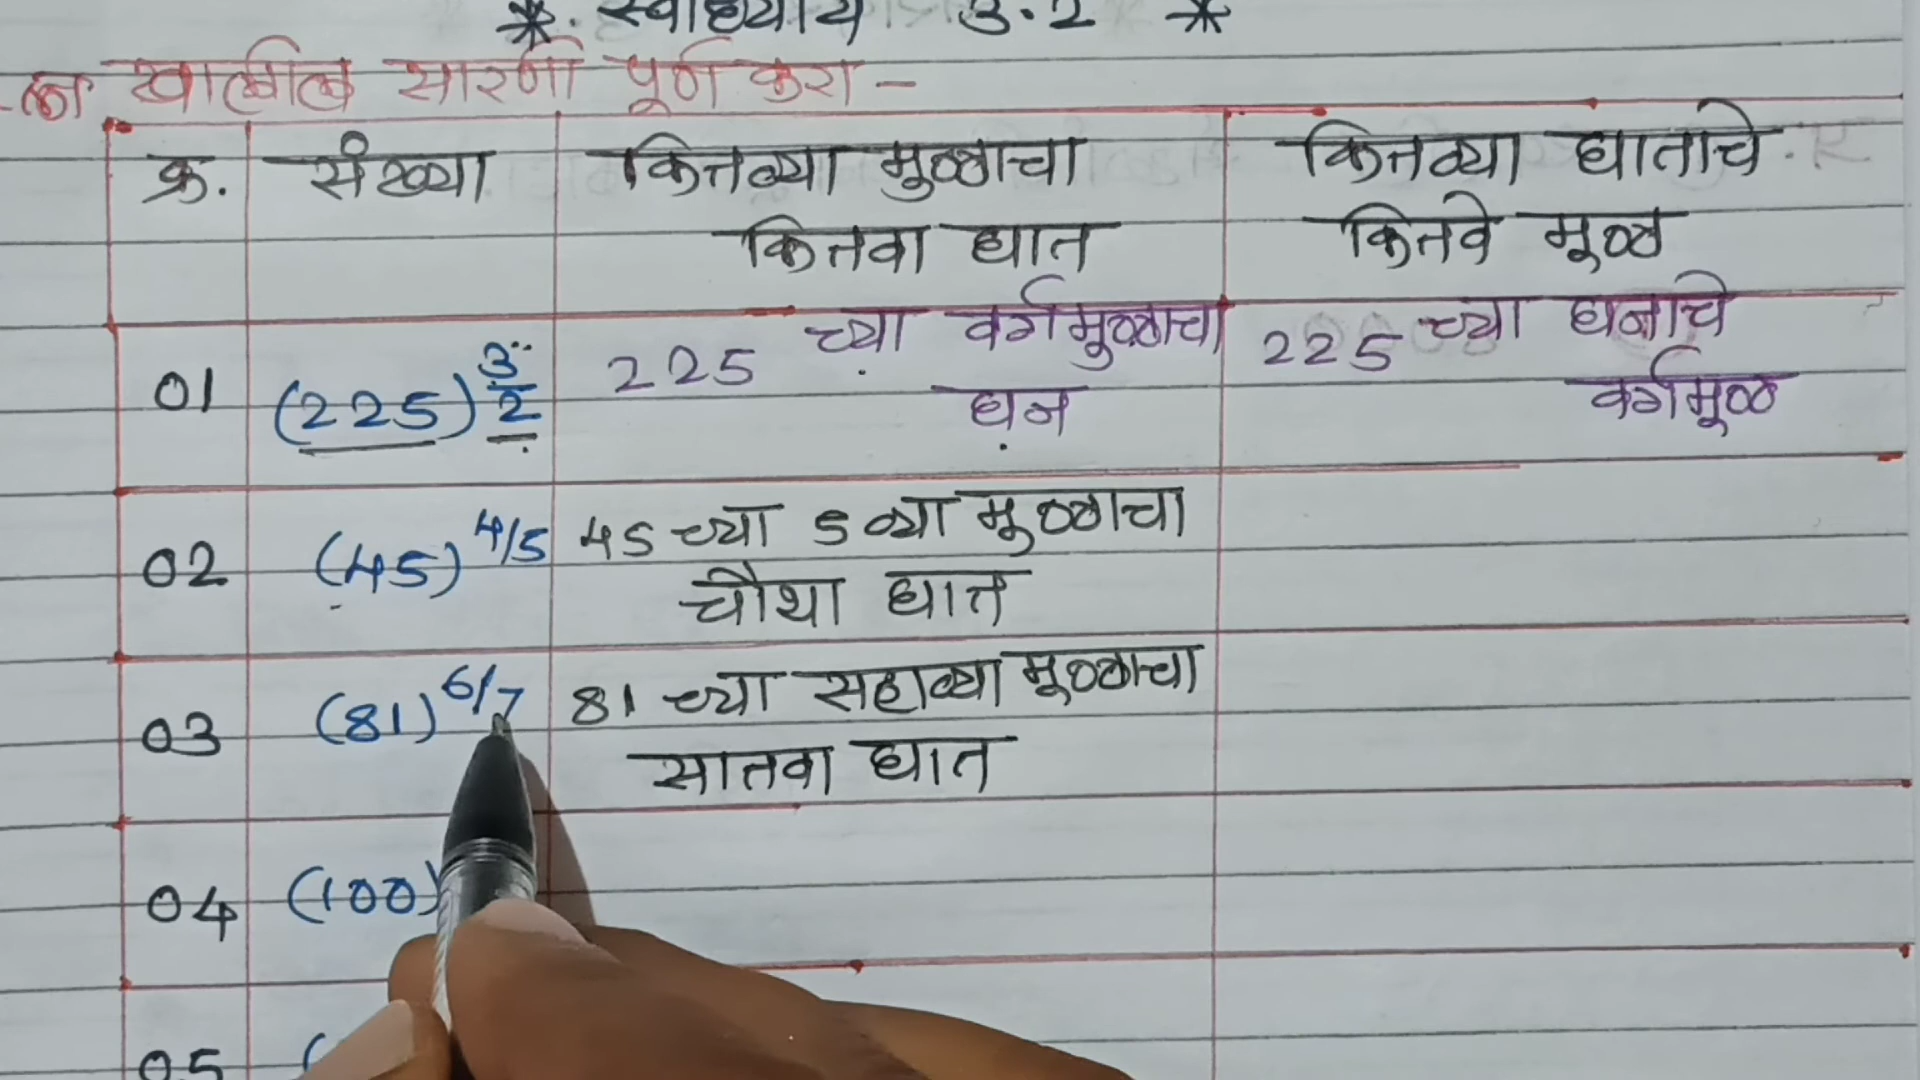 * स्वाध्याय 3.2 *
खालील सारणी पूर्ण करा -
क्र. संख्या कितव्या मुळाचा कितव्या घाताचे
कितवा घात कितवे मूळ
01 (225)^3/2 225 च्या वर्गमुळाचा 225 च्या घनाचे
घन वर्गमूळ
02 (45)^4/5 45 च्या 5 व्या मूळाचा
चौथा घात
03 (81)^6/7 81 च्या सहाव्या मूळाचा
सातवा घात
04 (100)
05 (